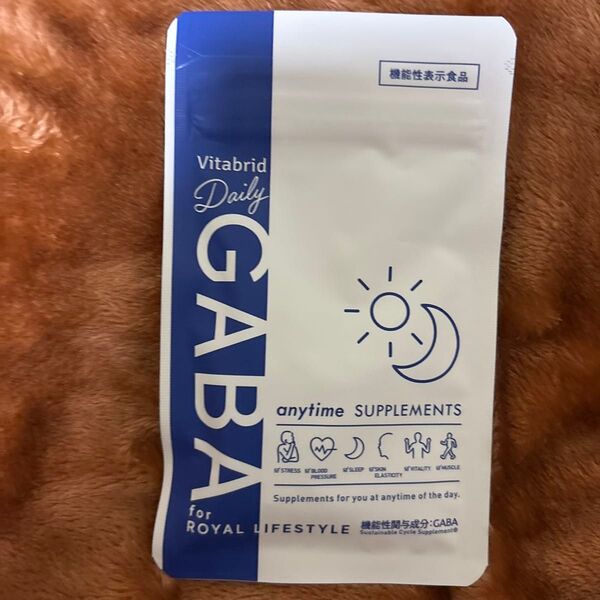 機能性表示食品
Vitabrid
Daily
GABA
for
ROYAL LIFESTYLE
anytime SUPPLEMENTS
STRESS
BLOOD PRESSURE
SLEEP
SKIN ELASTICITY
VITALITY
MUSCLE
Supplements for you at anytime of the day.
機能性関与成分:GABA
Sustainable Cycle Supplement®